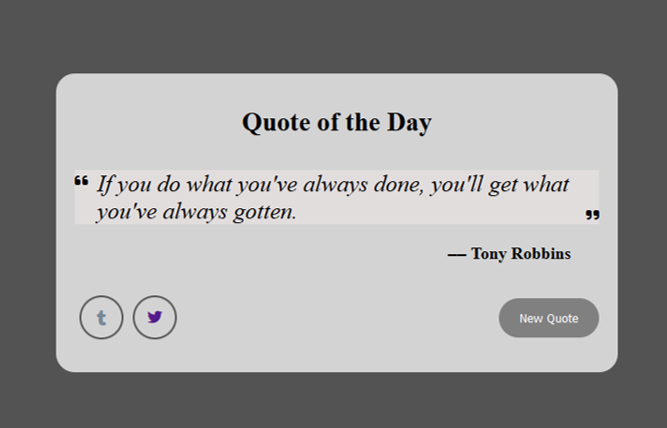 Quote of the Day
❝ If you do what you've always done, you'll get what
you've always gotten. ❞
— Tony Robbins
t
New Quote